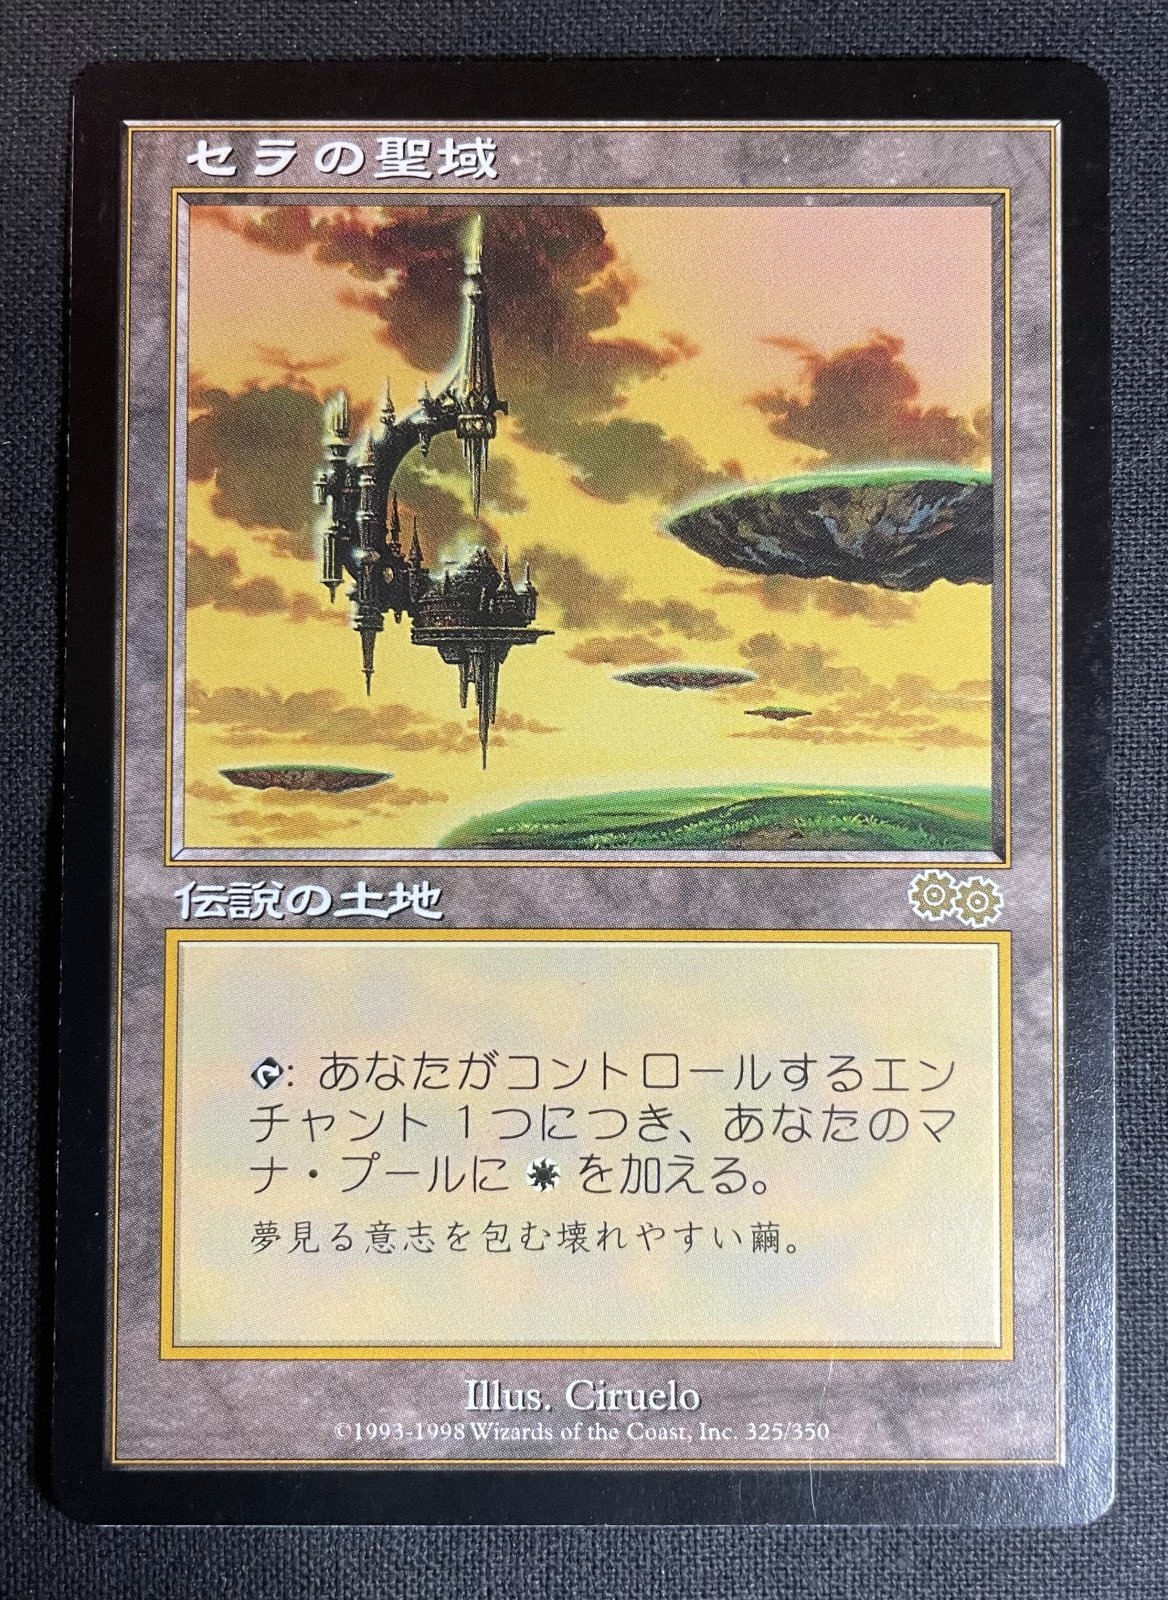 セラの聖域
伝説の土地
: あなたがコントロールするエン
チャント 1つにつき、あなたのマ
ナ・プールに を加える。
夢見る意志を包む壊れやすい繭。
Illus. Ciruelo
©1993-1998 Wizards of the Coast, Inc. 325/350